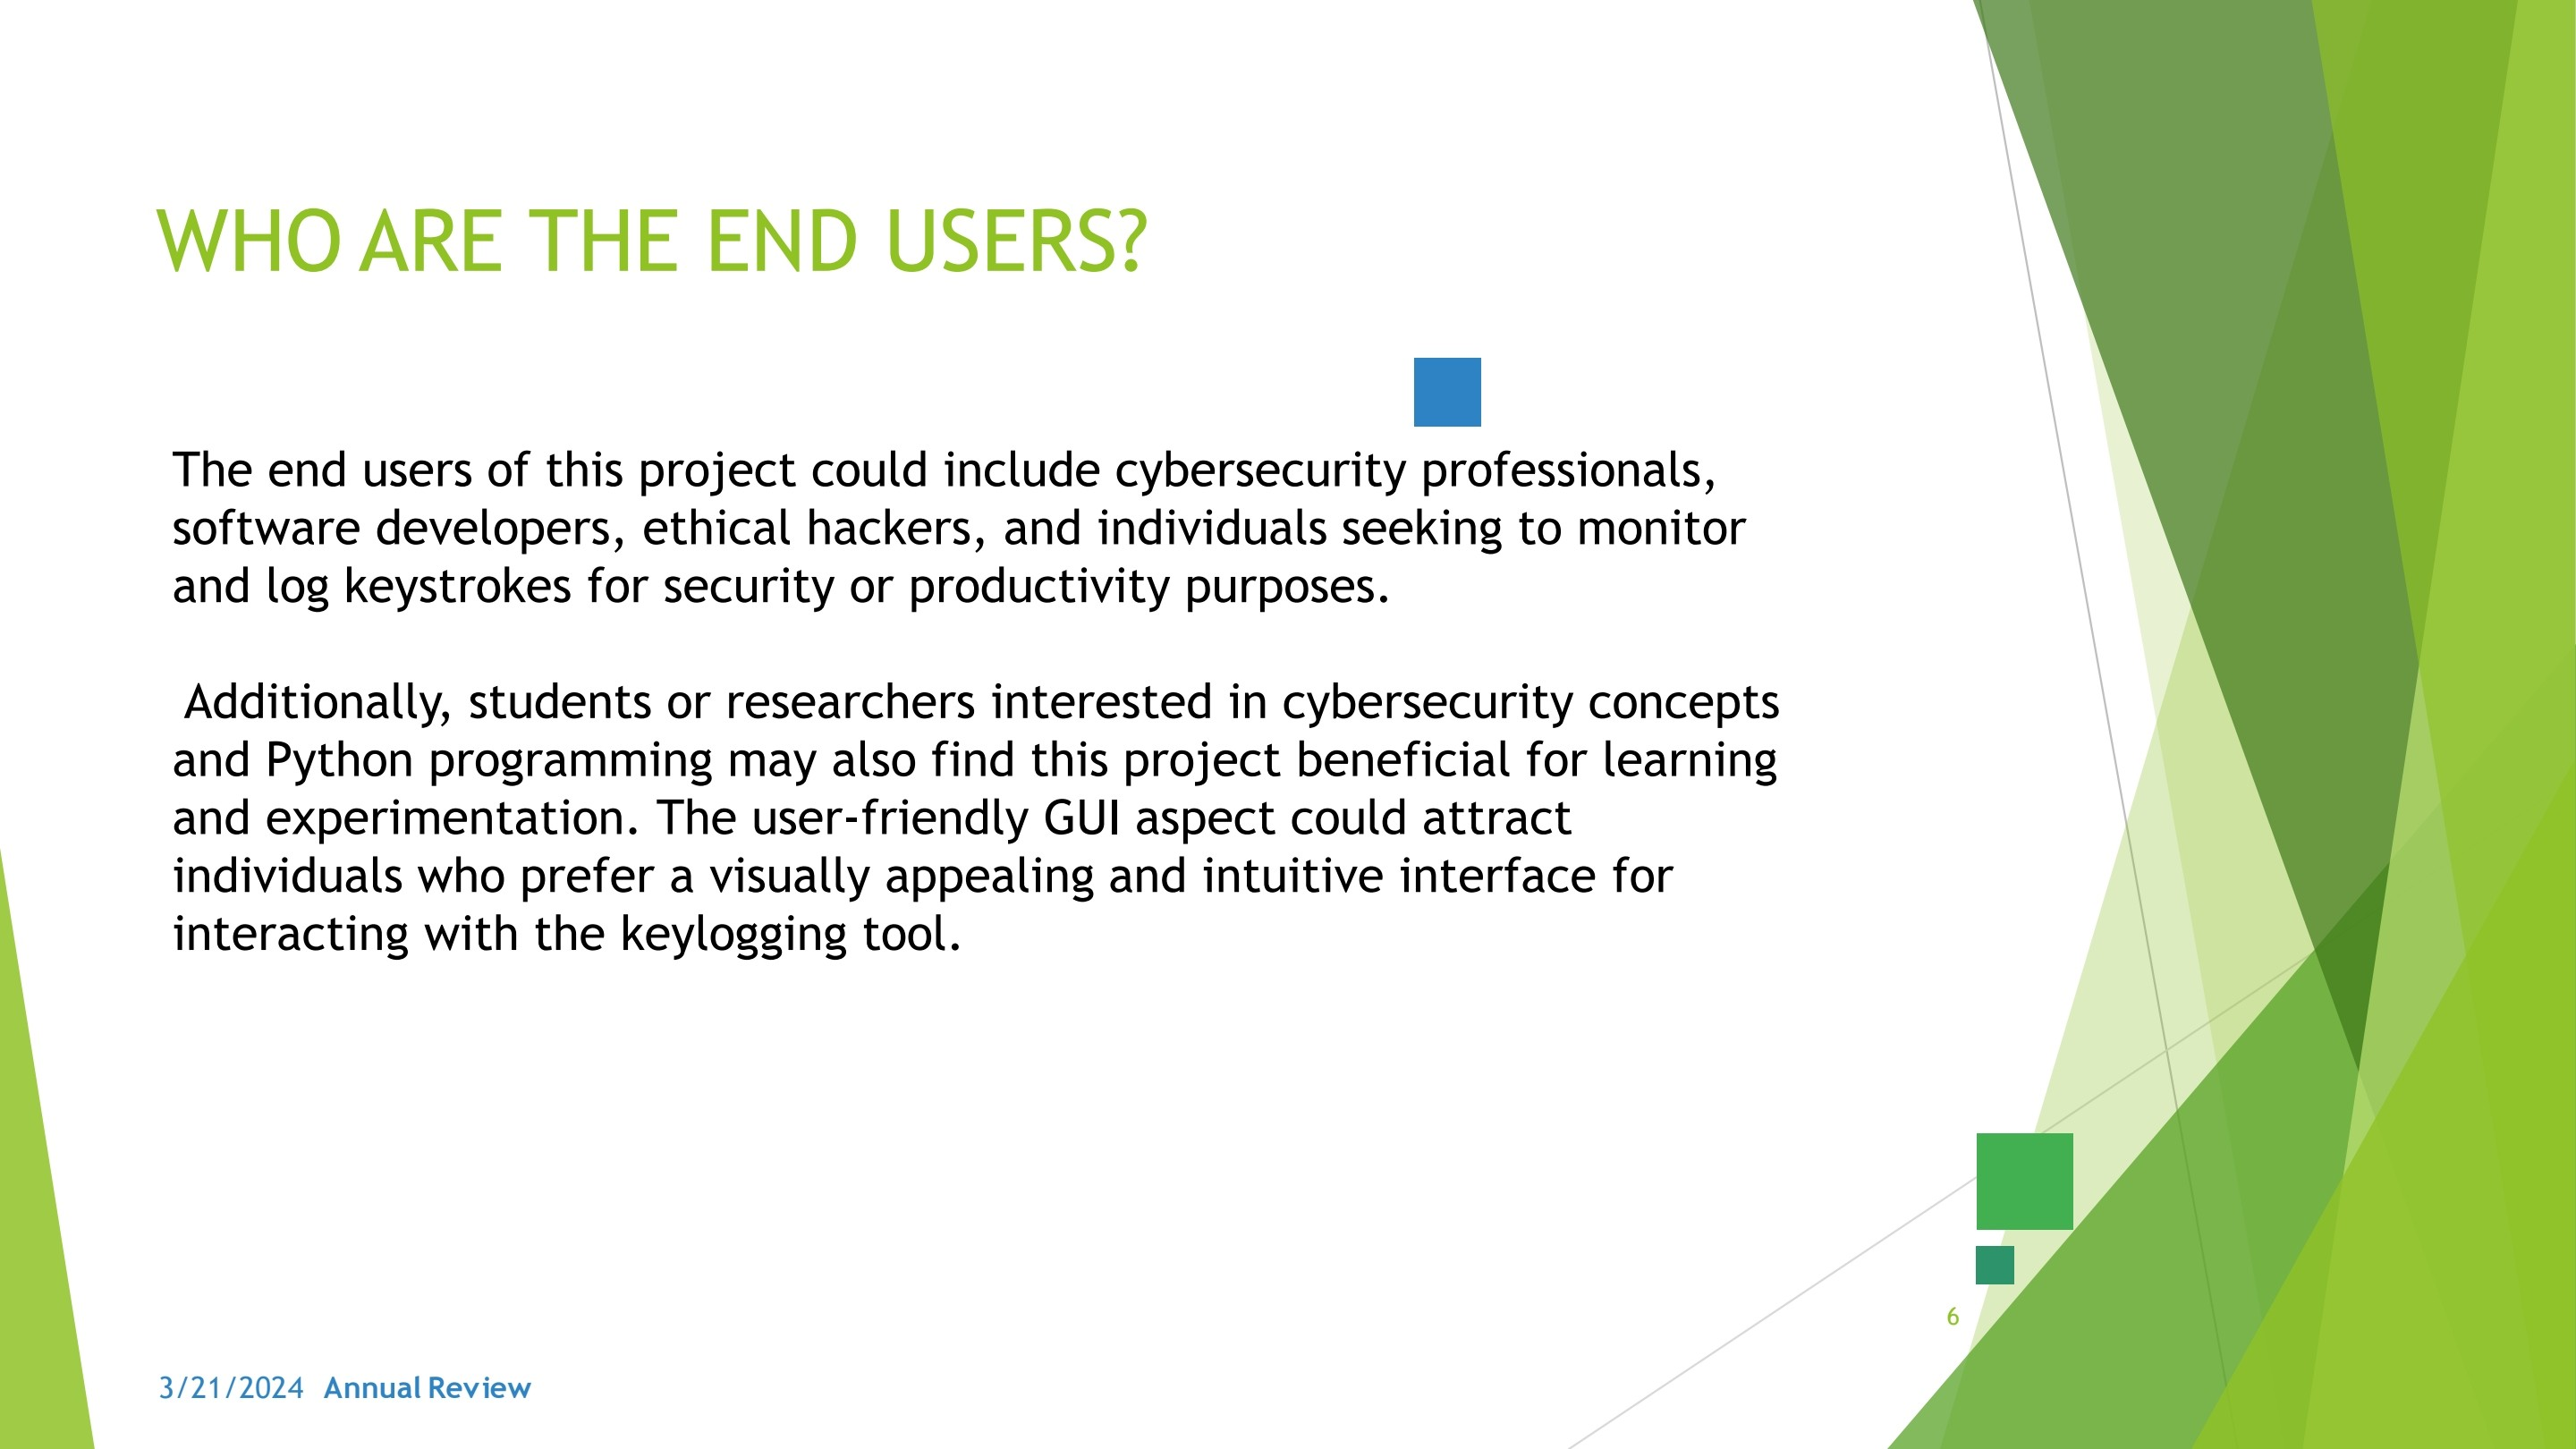 WHO ARE THE END USERS?
The end users of this project could include cybersecurity professionals,
software developers, ethical hackers, and individuals seeking to monitor
and log keystrokes for security or productivity purposes.
Additionally, students or researchers interested in cybersecurity concepts
and Python programming may also find this project beneficial for learning
and experimentation. The user-friendly GUI aspect could attract
individuals who prefer a visually appealing and intuitive interface for
interacting with the keylogging tool.
6
3/21/2024 Annual Review